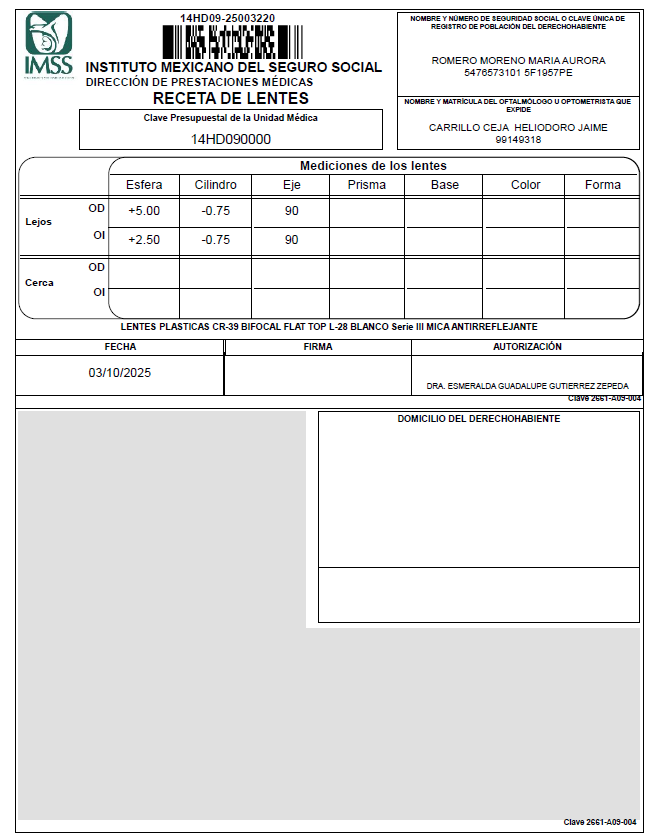 14HD09-25003220
IMSS
INSTITUTO MEXICANO DEL SEGURO SOCIAL
DIRECCIÓN DE PRESTACIONES MÉDICAS
RECETA DE LENTES
Clave Presupuestal de la Unidad Médica
14HD090000
NOMBRE Y NÚMERO DE SEGURIDAD SOCIAL O CLAVE ÚNICA DE
REGISTRO DE POBLACIÓN DEL DERECHOHABIENTE
ROMERO MORENO MARIA AURORA
5476573101 5F1957PE
NOMBRE Y MATRÍCULA DEL OFTALMÓLOGO U OPTOMETRISTA QUE
EXPIDE
CARRILLO CEJA HELIODORO JAIME
99149318
Mediciones de los lentes
Esfera Cilindro Eje Prisma Base Color Forma
Lejos
OD +5.00 -0.75 90
OI +2.50 -0.75 90
Cerca
OD
OI
LENTES PLASTICAS CR-39 BIFOCAL FLAT TOP L-28 BLANCO Serie III MICA ANTIRREFLEJANTE
FECHA FIRMA AUTORIZACIÓN
03/10/2025
DRA. ESMERALDA GUADALUPE GUTIERREZ ZEPEDA
Clave 2661-A09-004
DOMICILIO DEL DERECHOHABIENTE
Clave 2661-A09-004